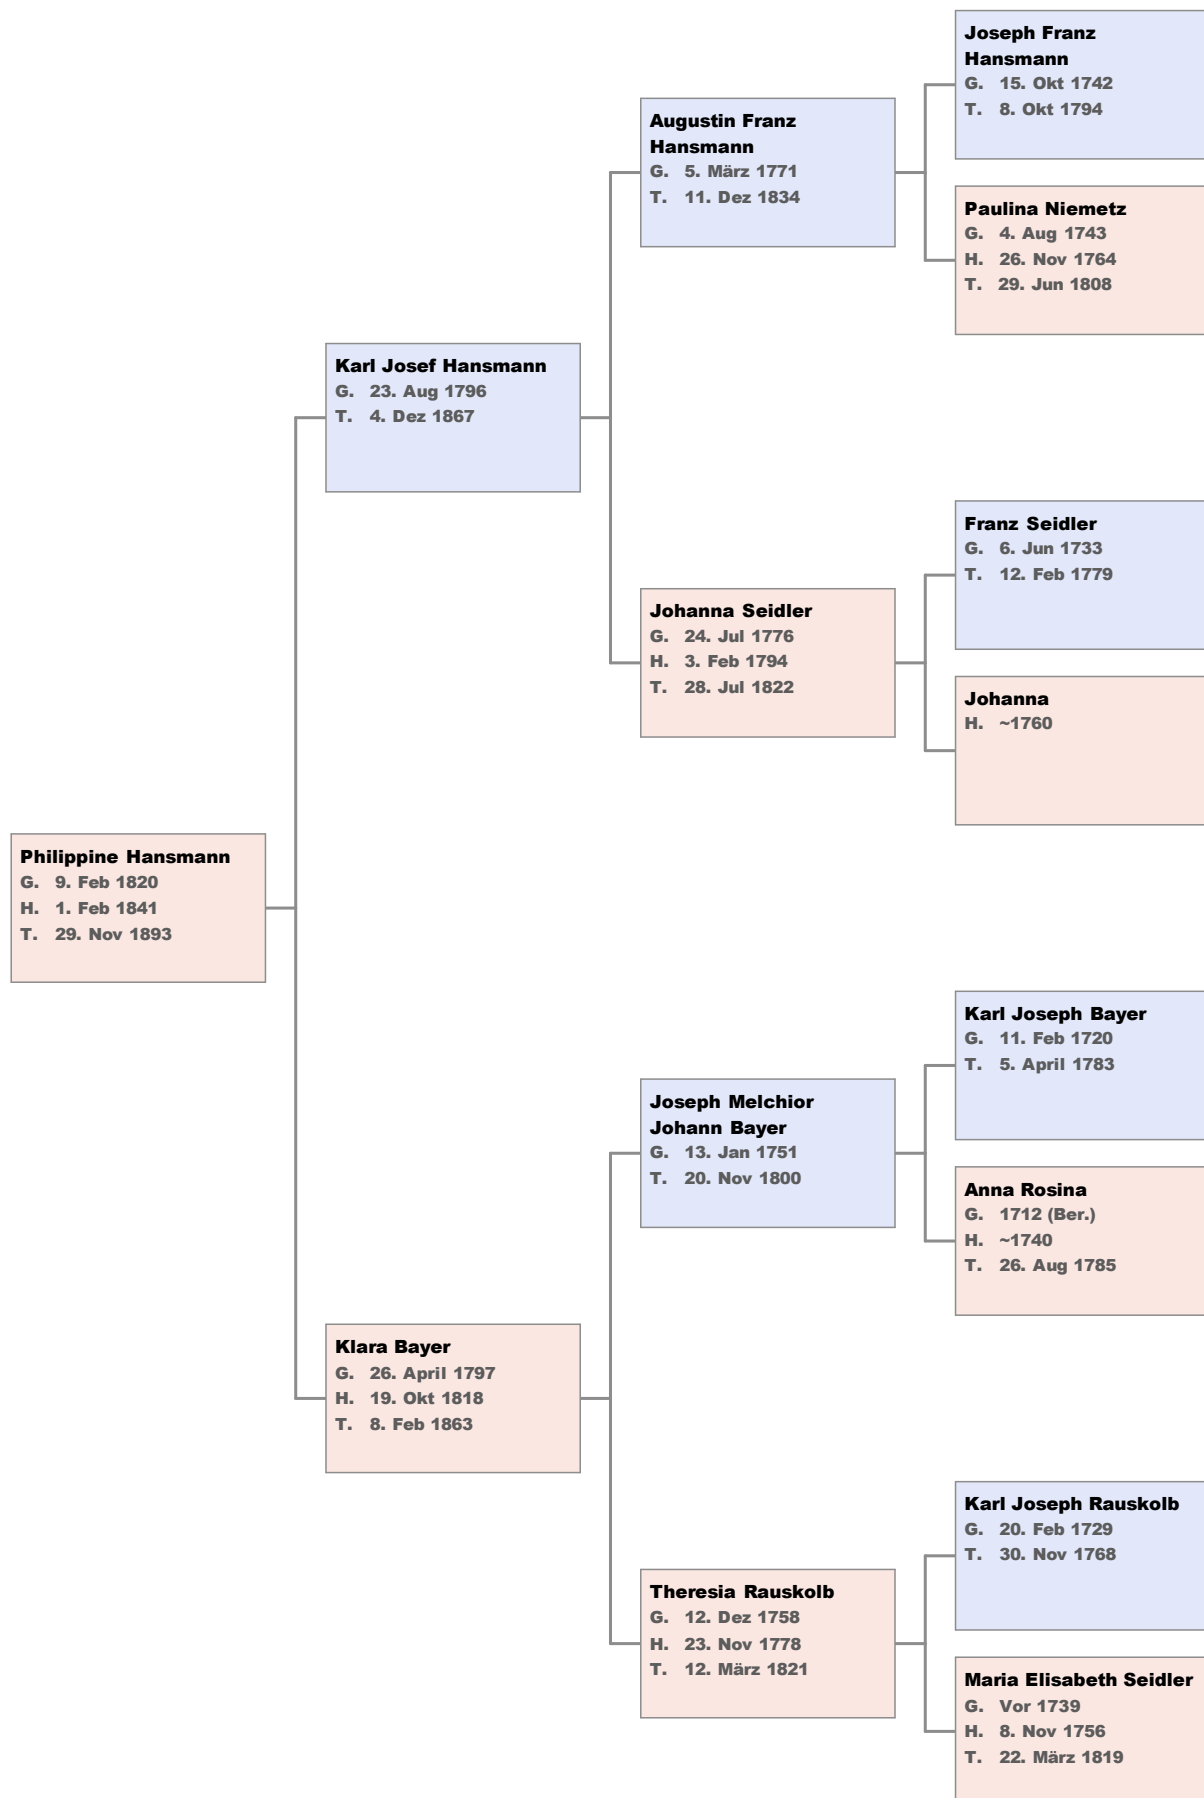 Joseph Franz
Hansmann
G. 15. Okt 1742
T. 8. Okt 1794
Augustin Franz
Hansmann
G. 5. März 1771
T. 11. Dez 1834
Paulina Niemetz
G. 4. Aug 1743
H. 26. Nov 1764
T. 29. Jun 1808
Karl Josef Hansmann
G. 23. Aug 1796
T. 4. Dez 1867
Franz Seidler
G. 6. Jun 1733
T. 12. Feb 1779
Johanna Seidler
G. 24. Jul 1776
H. 3. Feb 1794
T. 28. Jul 1822
Johanna
H. ~1760
Philippine Hansmann
G. 9. Feb 1820
H. 1. Feb 1841
T. 29. Nov 1893
Karl Joseph Bayer
G. 11. Feb 1720
T. 5. April 1783
Joseph Melchior
Johann Bayer
G. 13. Jan 1751
T. 20. Nov 1800
Anna Rosina
G. 1712 (Ber.)
H. ~1740
T. 26. Aug 1785
Klara Bayer
G. 26. April 1797
H. 19. Okt 1818
T. 8. Feb 1863
Karl Joseph Rauskolb
G. 20. Feb 1729
T. 30. Nov 1768
Theresia Rauskolb
G. 12. Dez 1758
H. 23. Nov 1778
T. 12. März 1821
Maria Elisabeth Seidler
G. Vor 1739
H. 8. Nov 1756
T. 22. März 1819